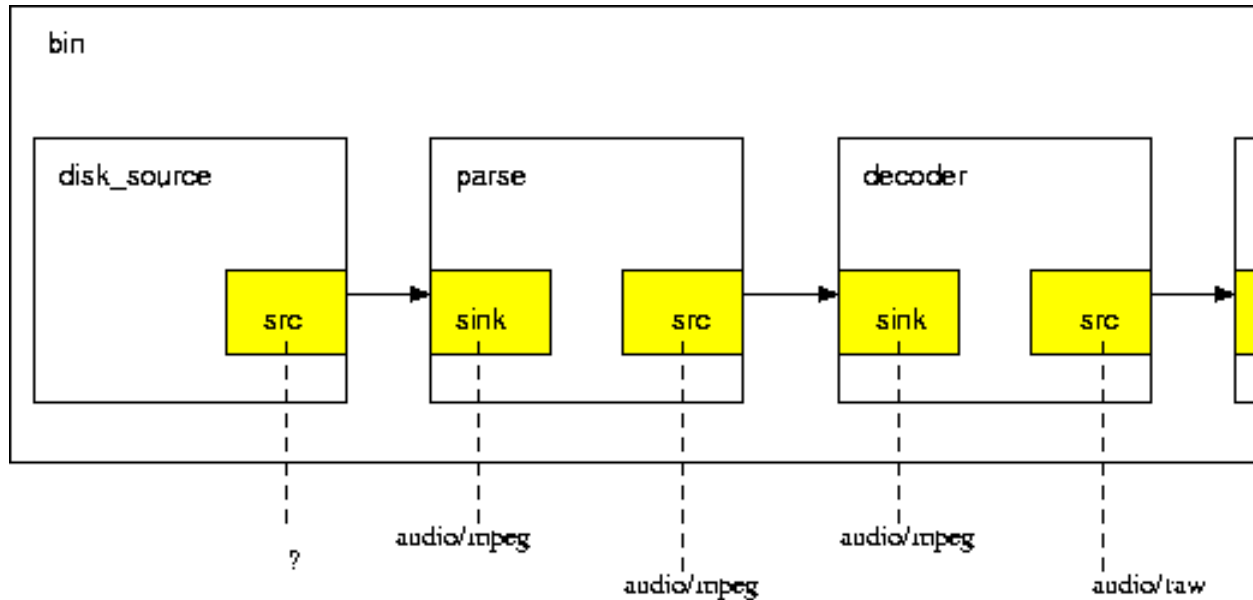 bin
disk_source
parse
decoder
src
sink
src
sink
src
audio/mpeg
audio/mpeg
?
audio/mpeg
audio/raw